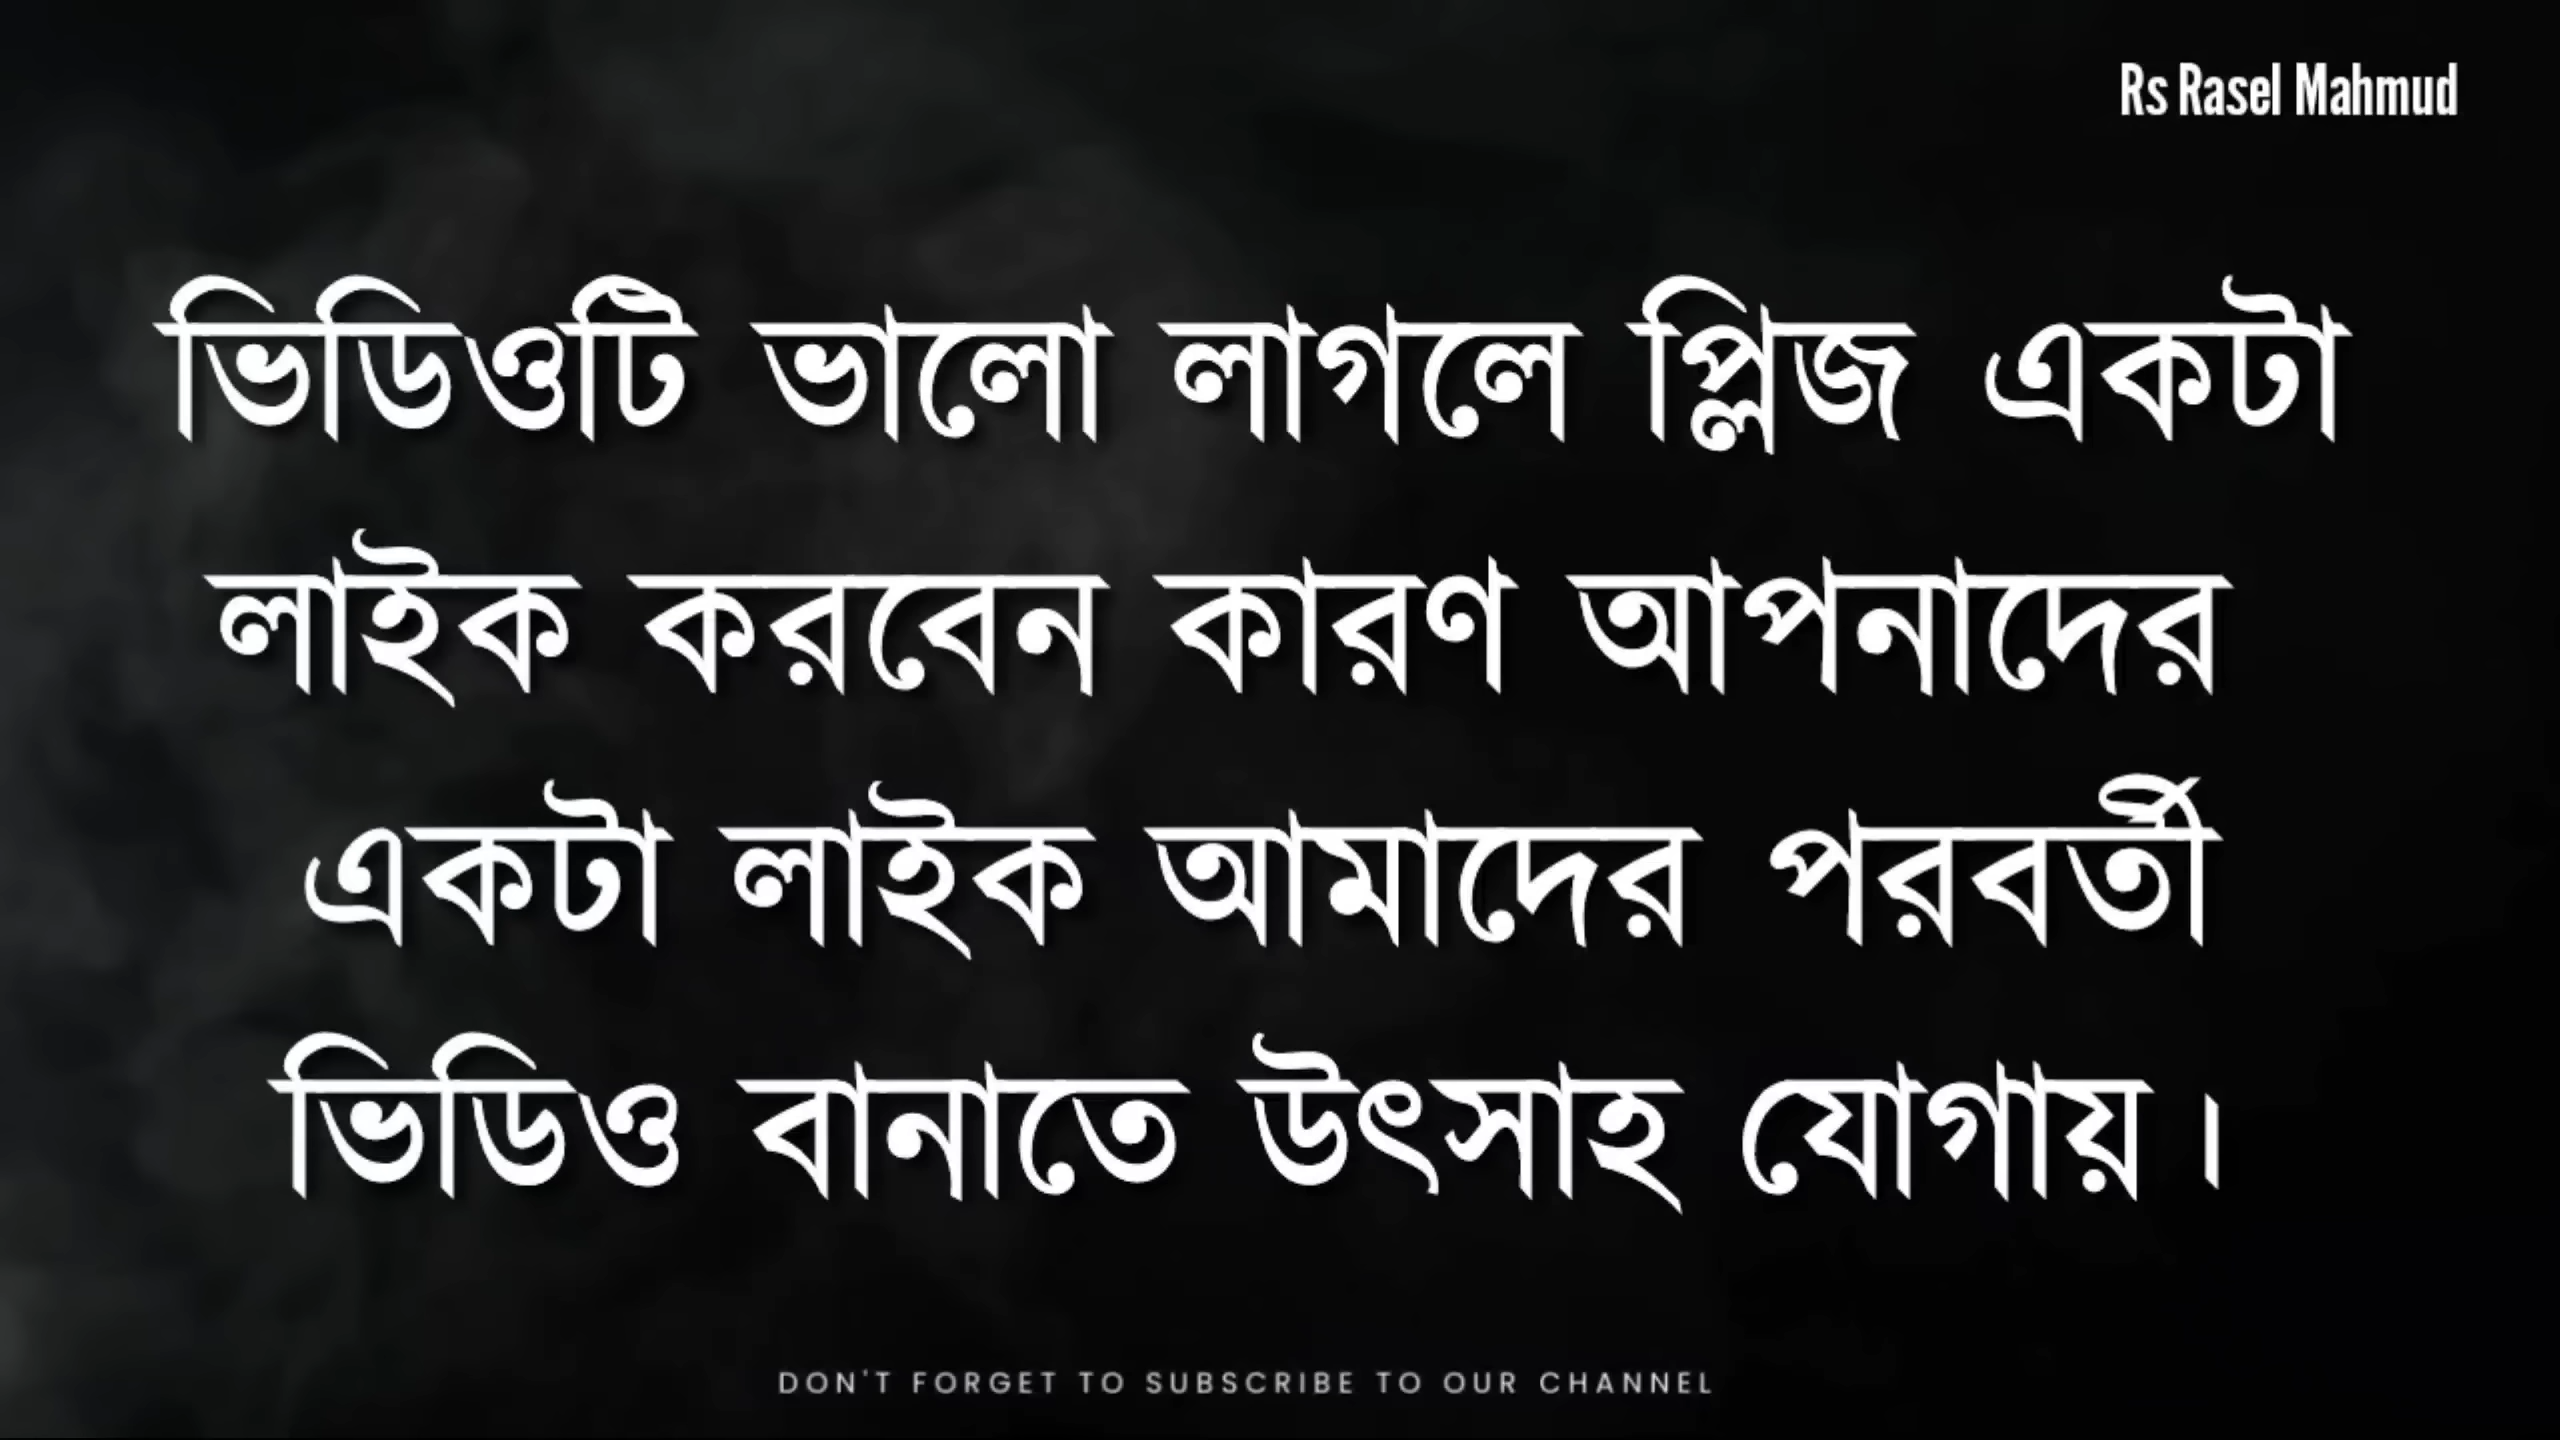 Rs Rasel Mahmud
ভিডিওটি ভালো লাগলে প্লিজ একটা
লাইক করবেন কারণ আপনাদের
একটা লাইক আমাদের পরবর্তী
ভিডিও বানাতে উৎসাহ যোগায়।
DON'T FORGET TO SUBSCRIBE TO OUR CHANNEL